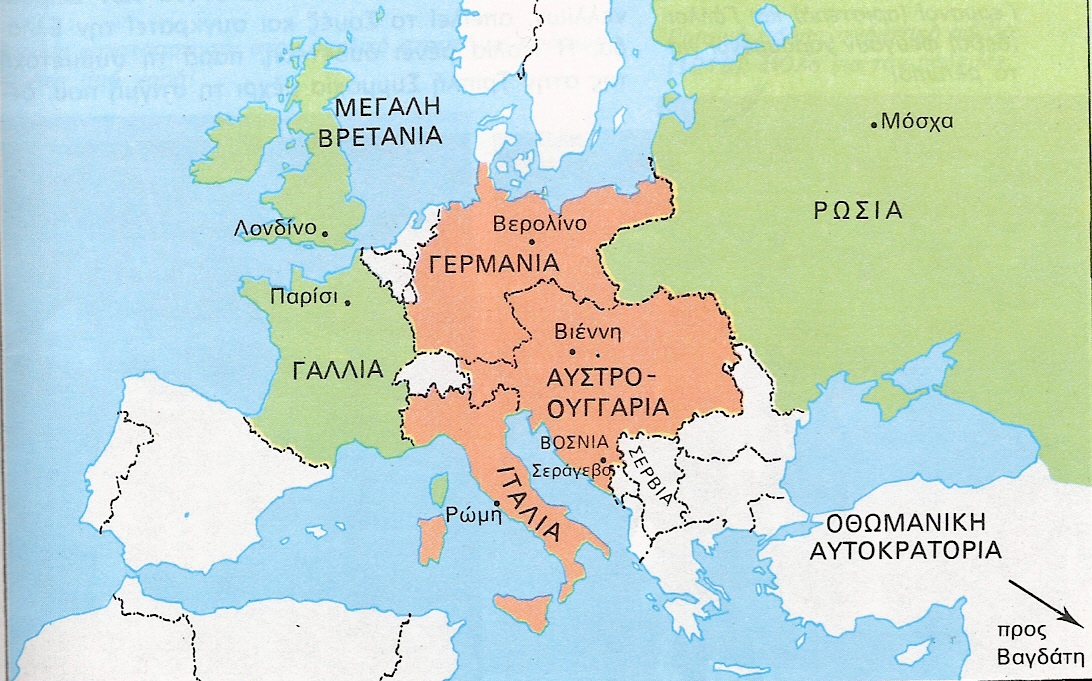 ΜΕΓΑΛΗ
ΒΡΕΤΑΝΙΑ
Μόσχα
ΡΩΣΙΑ
Λονδίνο
Βερολίνο
ΓΕΡΜΑΝΙΑ
Παρίσι
Βιέννη
ΓΑΛΛΙΑ
ΑΥΣΤΡΟ-
ΟΥΓΓΑΡΙΑ
ΒΟΣΝΙΑ
Σεράγεβο
ΣΕΡΒΙΑ
ΙΤΑΛΙΑ
Ρώμη
ΟΘΩΜΑΝΙΚΗ
ΑΥΤΟΚΡΑΤΟΡΙΑ
προς
Βαγδάτη